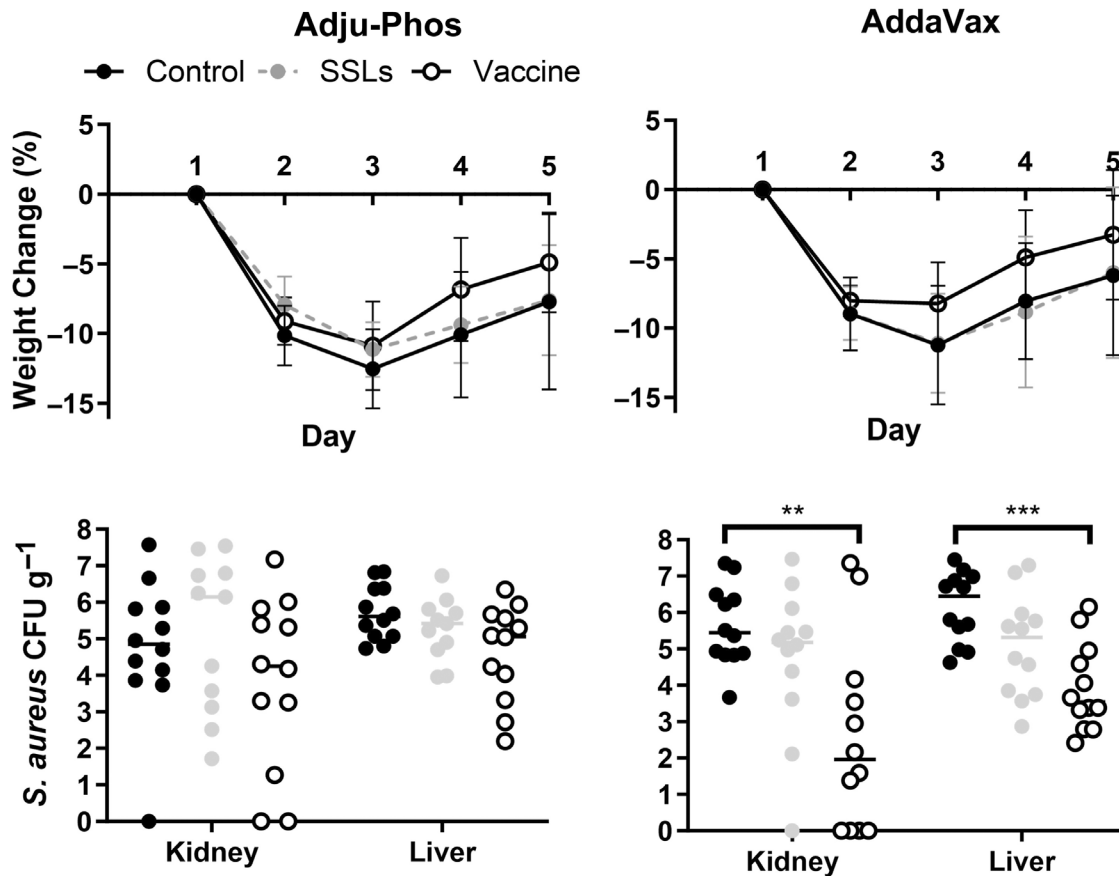 Adju-Phos
AddaVax
Control SSLs Vaccine
Weight Change (%)
5
0
−5
−10
−15
1 2 3 4 5
Day
5
0
−5
−10
−15
1 2 3 4 5
Day
S. aureus CFU g⁻¹
8
7
6
5
4
3
2
1
0
Kidney Liver
** ***
8
7
6
5
4
3
2
1
0
Kidney Liver